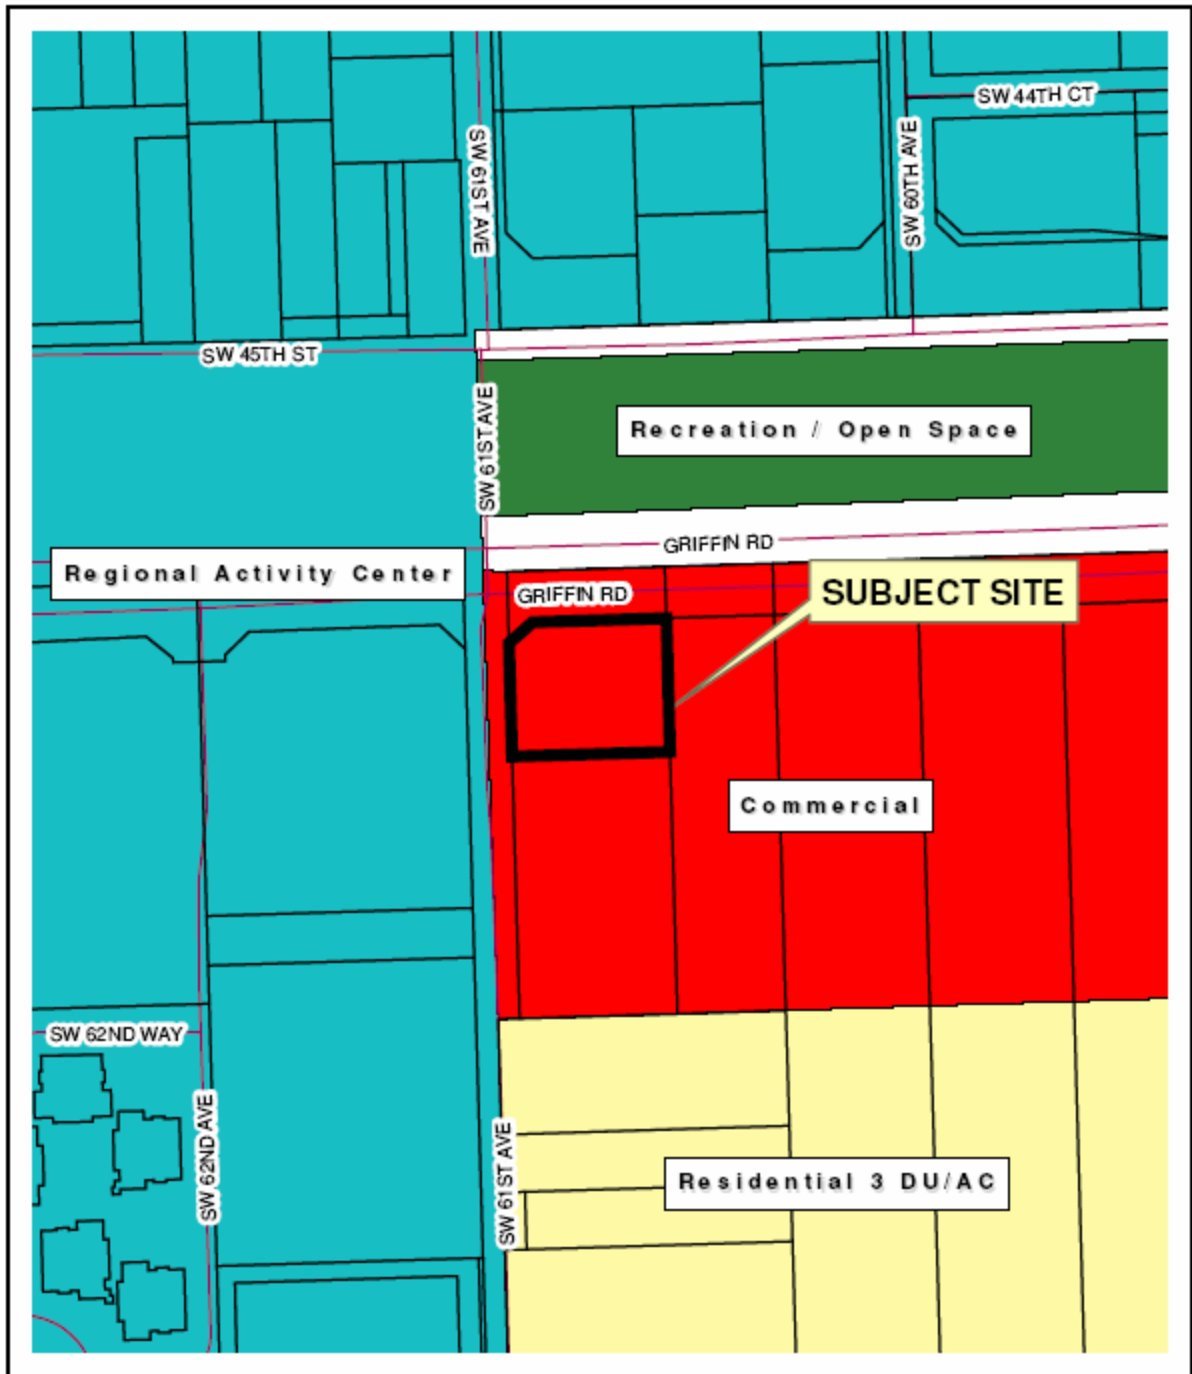 SW 44TH CT
SW 61ST AVE
SW 60TH AVE
SW 45TH ST
SW 61ST AVE
Recreation / Open Space
GRIFFIN RD
Regional Activity Center
GRIFFIN RD
SUBJECT SITE
Commercial
SW 62ND WAY
SW 62ND AVE
SW 61ST AVE
Residential 3 DU/AC